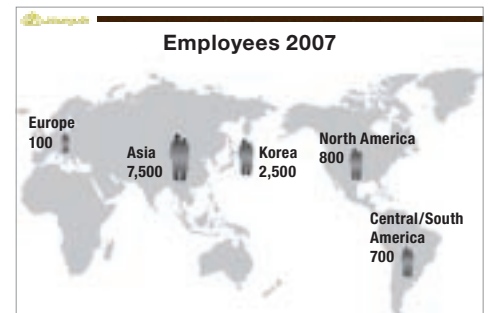 Employees 2007
Europe
100
Asia
7,500
Korea
2,500
North America
800
Central/South
America
700